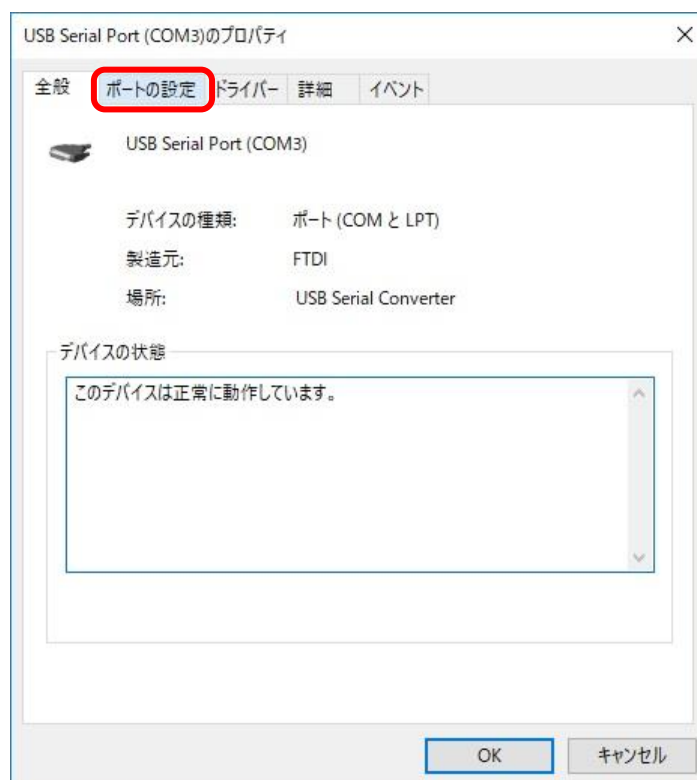 USB Serial Port (COM3)のプロパティ
全般 ポートの設定 ドライバー 詳細 イベント
USB Serial Port (COM3)
デバイスの種類: ポート (COM と LPT)
製造元: FTDI
場所: USB Serial Converter
デバイスの状態
このデバイスは正常に動作しています。
OK キャンセル